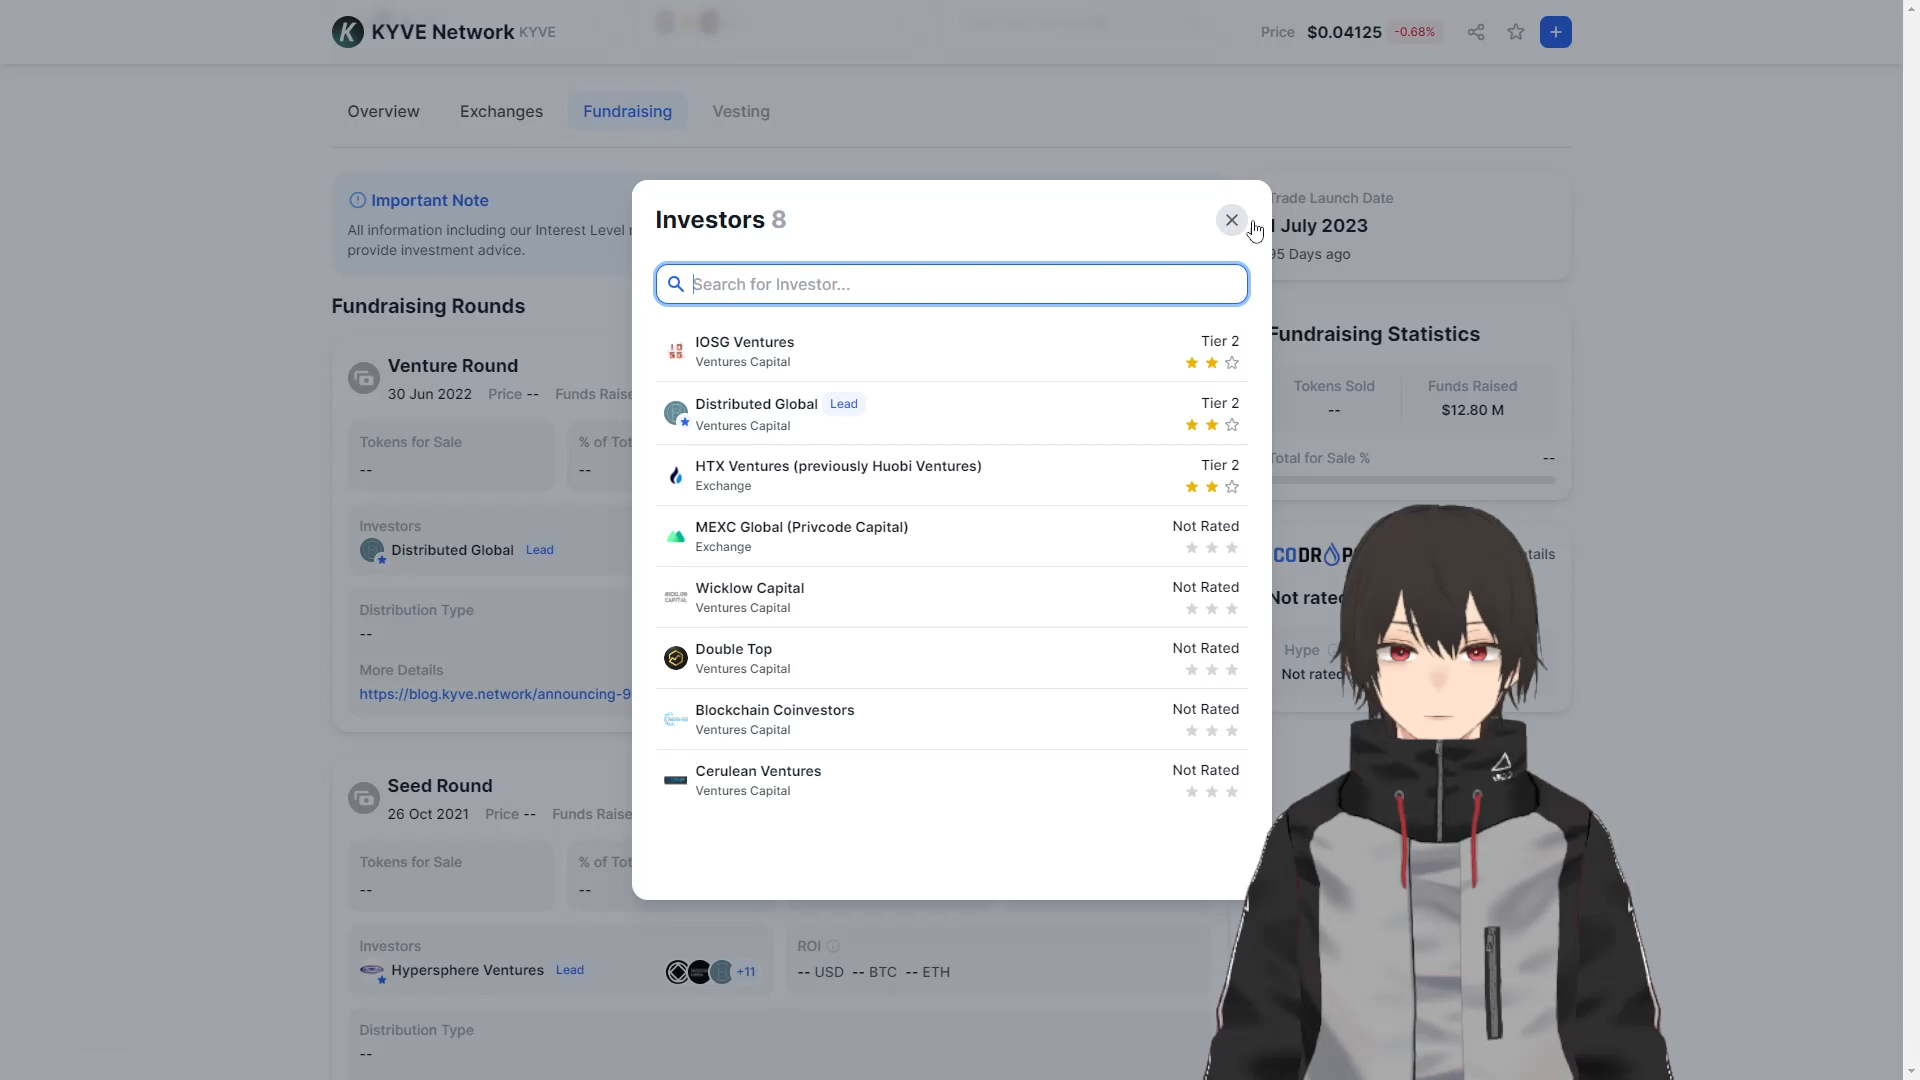 KYVE Network KYVE
Price $0.04125 -0.68%
Overview Exchanges Fundraising Vesting
Important Note
All information including our Interest Level
provide investment advice.
Fundraising Rounds
Venture Round
30 Jun 2022 Price -- Funds Raise
Tokens for Sale
--
% of Tot
--
Investors
Distributed Global Lead
Distribution Type
--
More Details
https://blog.kyve.network/announcing-9
Seed Round
26 Oct 2021 Price -- Funds Raise
Tokens for Sale
--
% of Tot
--
Investors
Hypersphere Ventures Lead
+11
ROI
-- USD -- BTC -- ETH
Distribution Type
--
Investors 8
Search for Investor...
IOSG Ventures
Ventures Capital
Tier 2
Distributed Global Lead
Ventures Capital
Tier 2
HTX Ventures (previously Huobi Ventures)
Exchange
Tier 2
MEXC Global (Privcode Capital)
Exchange
Not Rated
Wicklow Capital
Ventures Capital
Not Rated
Double Top
Ventures Capital
Not Rated
Blockchain Coinvestors
Ventures Capital
Not Rated
Cerulean Ventures
Ventures Capital
Not Rated
Trade Launch Date
July 2023
95 Days ago
Fundraising Statistics
Tokens Sold
--
Funds Raised
$12.80 M
Total for Sale %
--
CODROP
etails
Not rated
Hype
Not rated